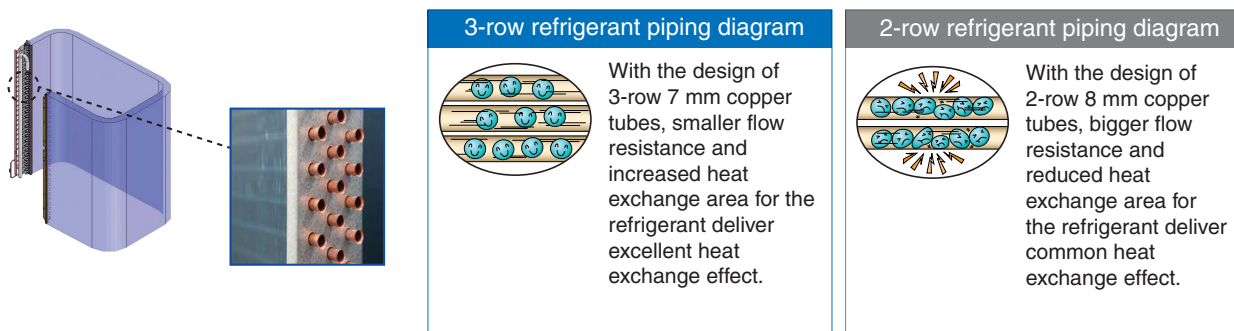 3-row refrigerant piping diagram
With the design of
3-row 7 mm copper
tubes, smaller flow
resistance and
increased heat
exchange area for the
refrigerant deliver
excellent heat
exchange effect.
2-row refrigerant piping diagram
With the design of
2-row 8 mm copper
tubes, bigger flow
resistance and
reduced heat
exchange area for
the refrigerant deliver
common heat
exchange effect.